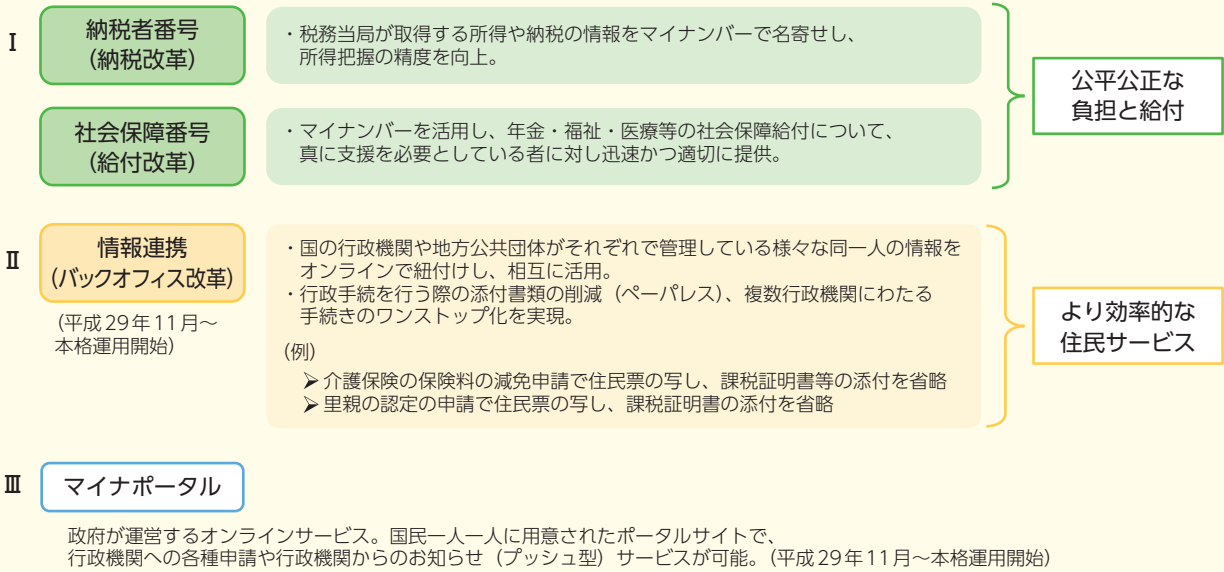 Ⅰ
納税者番号
(納税改革)
・税務当局が取得する所得や納税の情報をマイナンバーで名寄せし、
所得把握の精度を向上。
社会保障番号
(給付改革)
・マイナンバーを活用し、年金・福祉・医療等の社会保障給付について、
真に支援を必要としている者に対し迅速かつ適切に提供。
公平公正な
負担と給付
Ⅱ
情報連携
(バックオフィス改革)
(平成29年11月～
本格運用開始)
・国の行政機関や地方公共団体がそれぞれで管理している様々な同一人の情報を
オンラインで紐付けし、相互に活用。
・行政手続を行う際の添付書類の削減（ペーパレス）、複数行政機関にわたる
手続きのワンストップ化を実現。
(例)
➢介護保険の保険料の減免申請で住民票の写し、課税証明書等の添付を省略
➢里親の認定の申請で住民票の写し、課税証明書の添付を省略
より効率的な
住民サービス
Ⅲ
マイナポータル
政府が運営するオンラインサービス。国民一人一人に用意されたポータルサイトで、
行政機関への各種申請や行政機関からのお知らせ（プッシュ型）サービスが可能。(平成29年11月～本格運用開始)